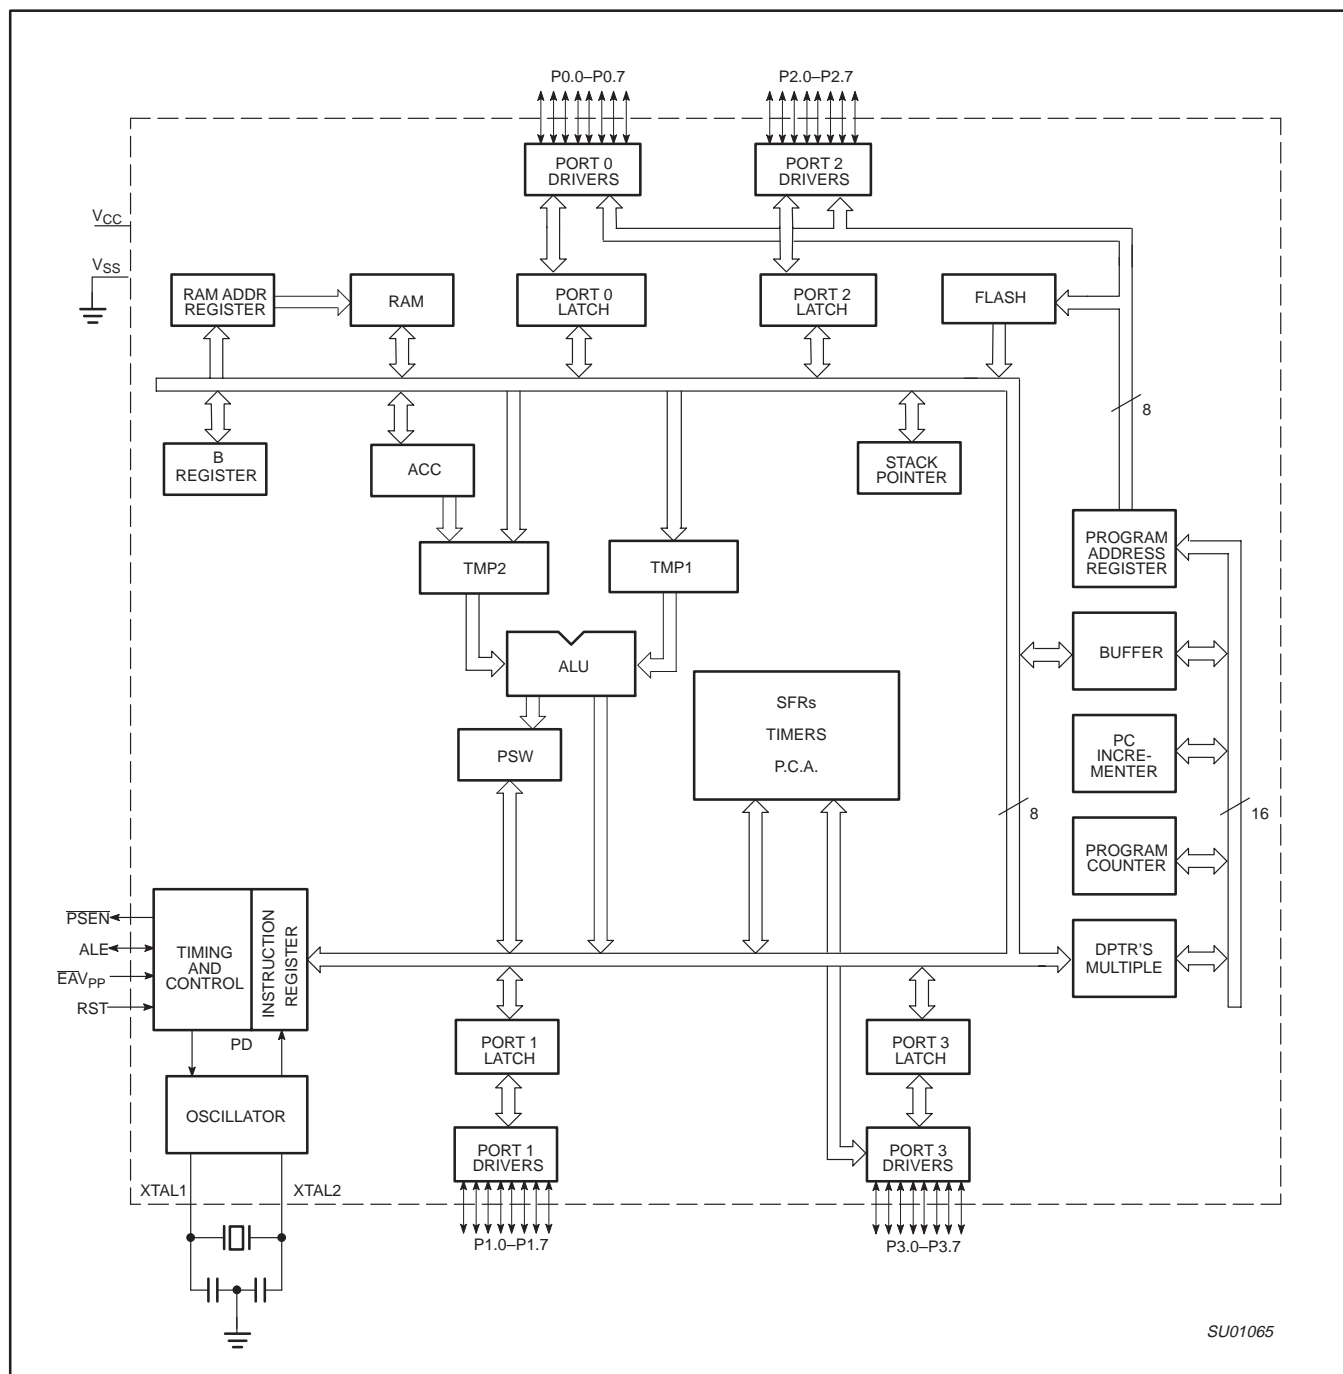 P0.0–P0.7
P2.0–P2.7
PORT 0
DRIVERS
PORT 2
DRIVERS
VCC
VSS
RAM ADDR
REGISTER
RAM
PORT 0
LATCH
PORT 2
LATCH
FLASH
8
B
REGISTER
ACC
STACK
POINTER
PROGRAM
ADDRESS
REGISTER
TMP2
TMP1
ALU
BUFFER
SFRs
TIMERS
P.C.A.
PSW
PC
INCRE-
MENTER
8
16
PROGRAM
COUNTER
PSEN
ALE
EAVPP
RST
TIMING
AND
CONTROL
INSTRUCTION
REGISTER
DPTR'S
MULTIPLE
PD
PORT 1
LATCH
PORT 3
LATCH
OSCILLATOR
PORT 1
DRIVERS
PORT 3
DRIVERS
XTAL1
XTAL2
P1.0–P1.7
P3.0–P3.7
SU01065